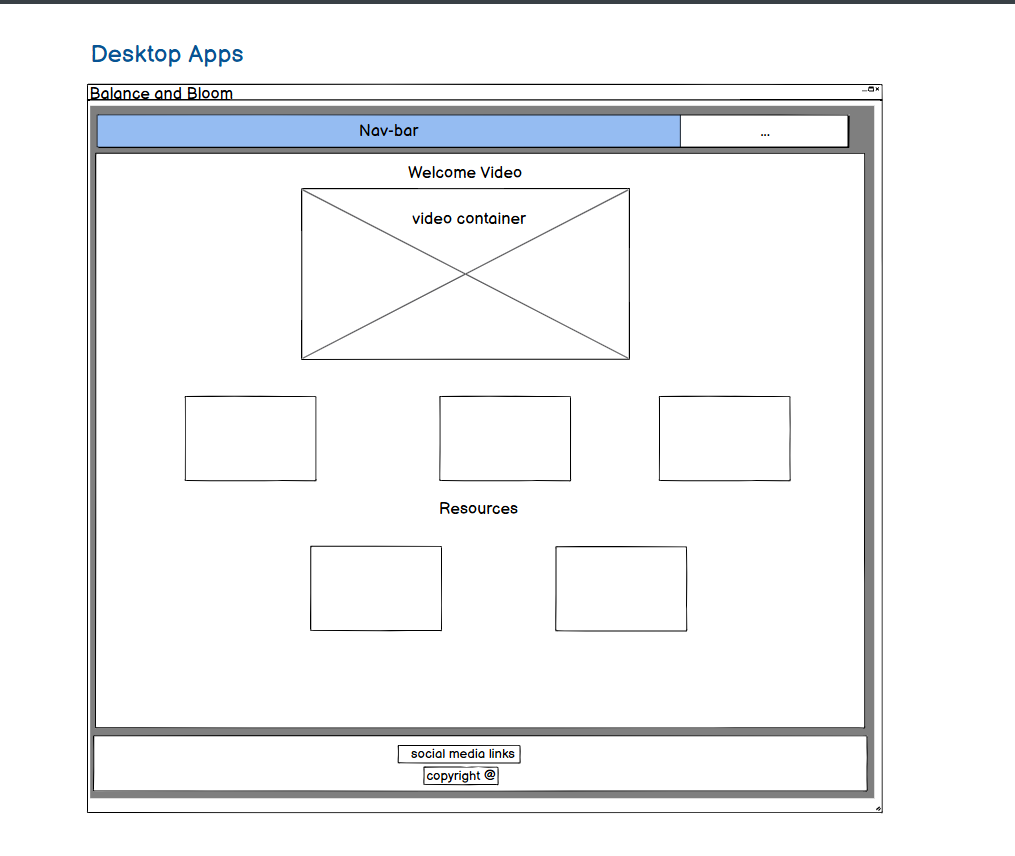 Desktop Apps
Balance and Bloom
Nav-bar
...
Welcome Video
video container
Resources
social media links
copyright @